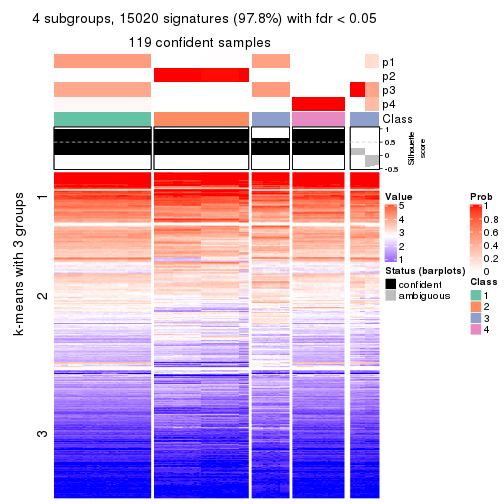 4 subgroups, 15020 signatures (97.8%) with fdr < 0.05
119 confident samples
p1
p2
p3
p4
Class
1
0.5
0
-0.5
Silhouette
score
k-means with 3 groups
1
2
3
Value
5
4
3
2
1
Status (barplots)
confident
ambiguous
Prob
1
0.8
0.6
0.4
0.2
0
Class
1
2
3
4